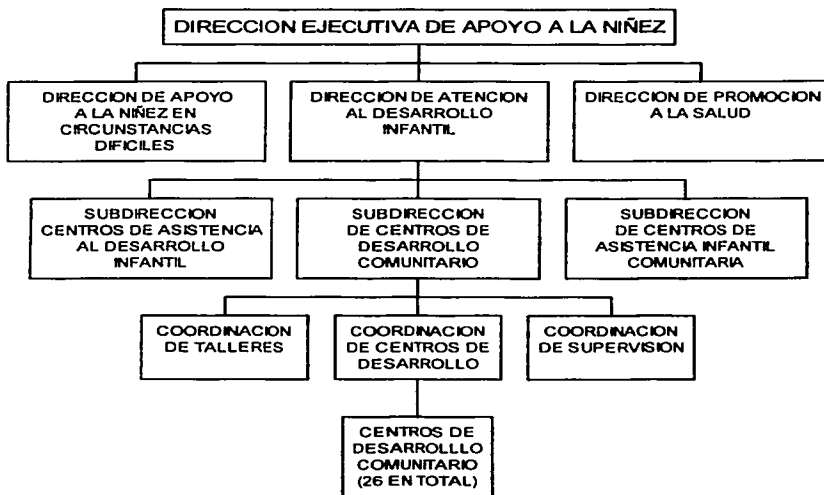 DIRECCION EJECUTIVA DE APOYO A LA NIÑEZ
DIRECCION DE APOYO
A LA NIÑEZ EN
CIRCUNSTANCIAS
DIFICILES
DIRECCION DE ATENCION
AL DESARROLLO
INFANTIL
DIRECCION DE PROMOCION
A LA SALUD
SUBDIRECCION
CENTROS DE ASISTENCIA
AL DESARROLLO
INFANTIL
SUBDIRECCION
DE CENTROS DE
DESARROLLO
COMUNITARIO
SUBDIRECCION
DE CENTROS DE
ASISTENCIA INFANTIL
COMUNITARIA
COORDINACION
DE TALLERES
COORDINACION
DE CENTROS DE
DESARROLLO
COORDINACION
DE SUPERVISION
CENTROS DE
DESARROLLLO
COMUNITARIO
(26 EN TOTAL)